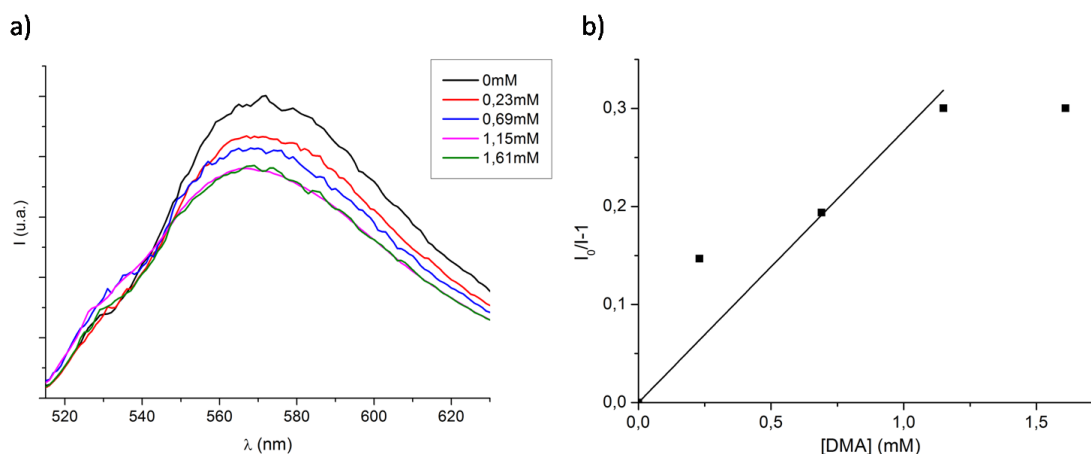 a)
0mM
0,23mM
0,69mM
1,15mM
1,61mM
I (u.a.)
520 540 560 580 600 620
λ (nm)
b)
0,3
0,2
0,1
0,0
I₀/I-1
0,0 0,5 1,0 1,5
[DMA] (mM)